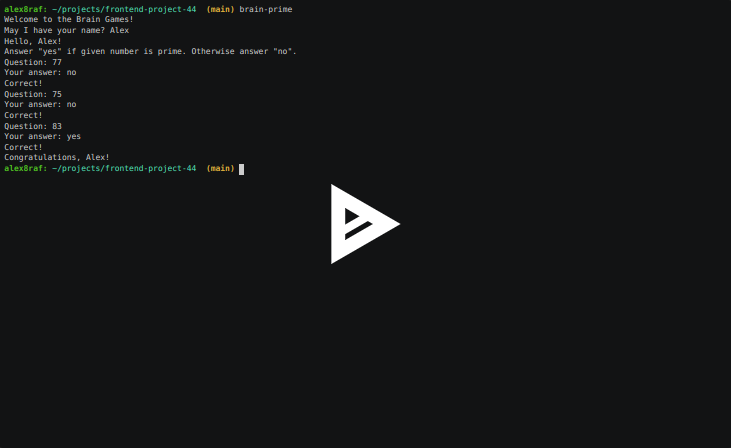 alex8raf: ~/projects/frontend-project-44 (main) brain-prime
Welcome to the Brain Games!
May I have your name? Alex
Hello, Alex!
Answer "yes" if given number is prime. Otherwise answer "no".
Question: 77
Your answer: no
Correct!
Question: 75
Your answer: no
Correct!
Question: 83
Your answer: yes
Correct!
Congratulations, Alex!
alex8raf: ~/projects/frontend-project-44 (main)